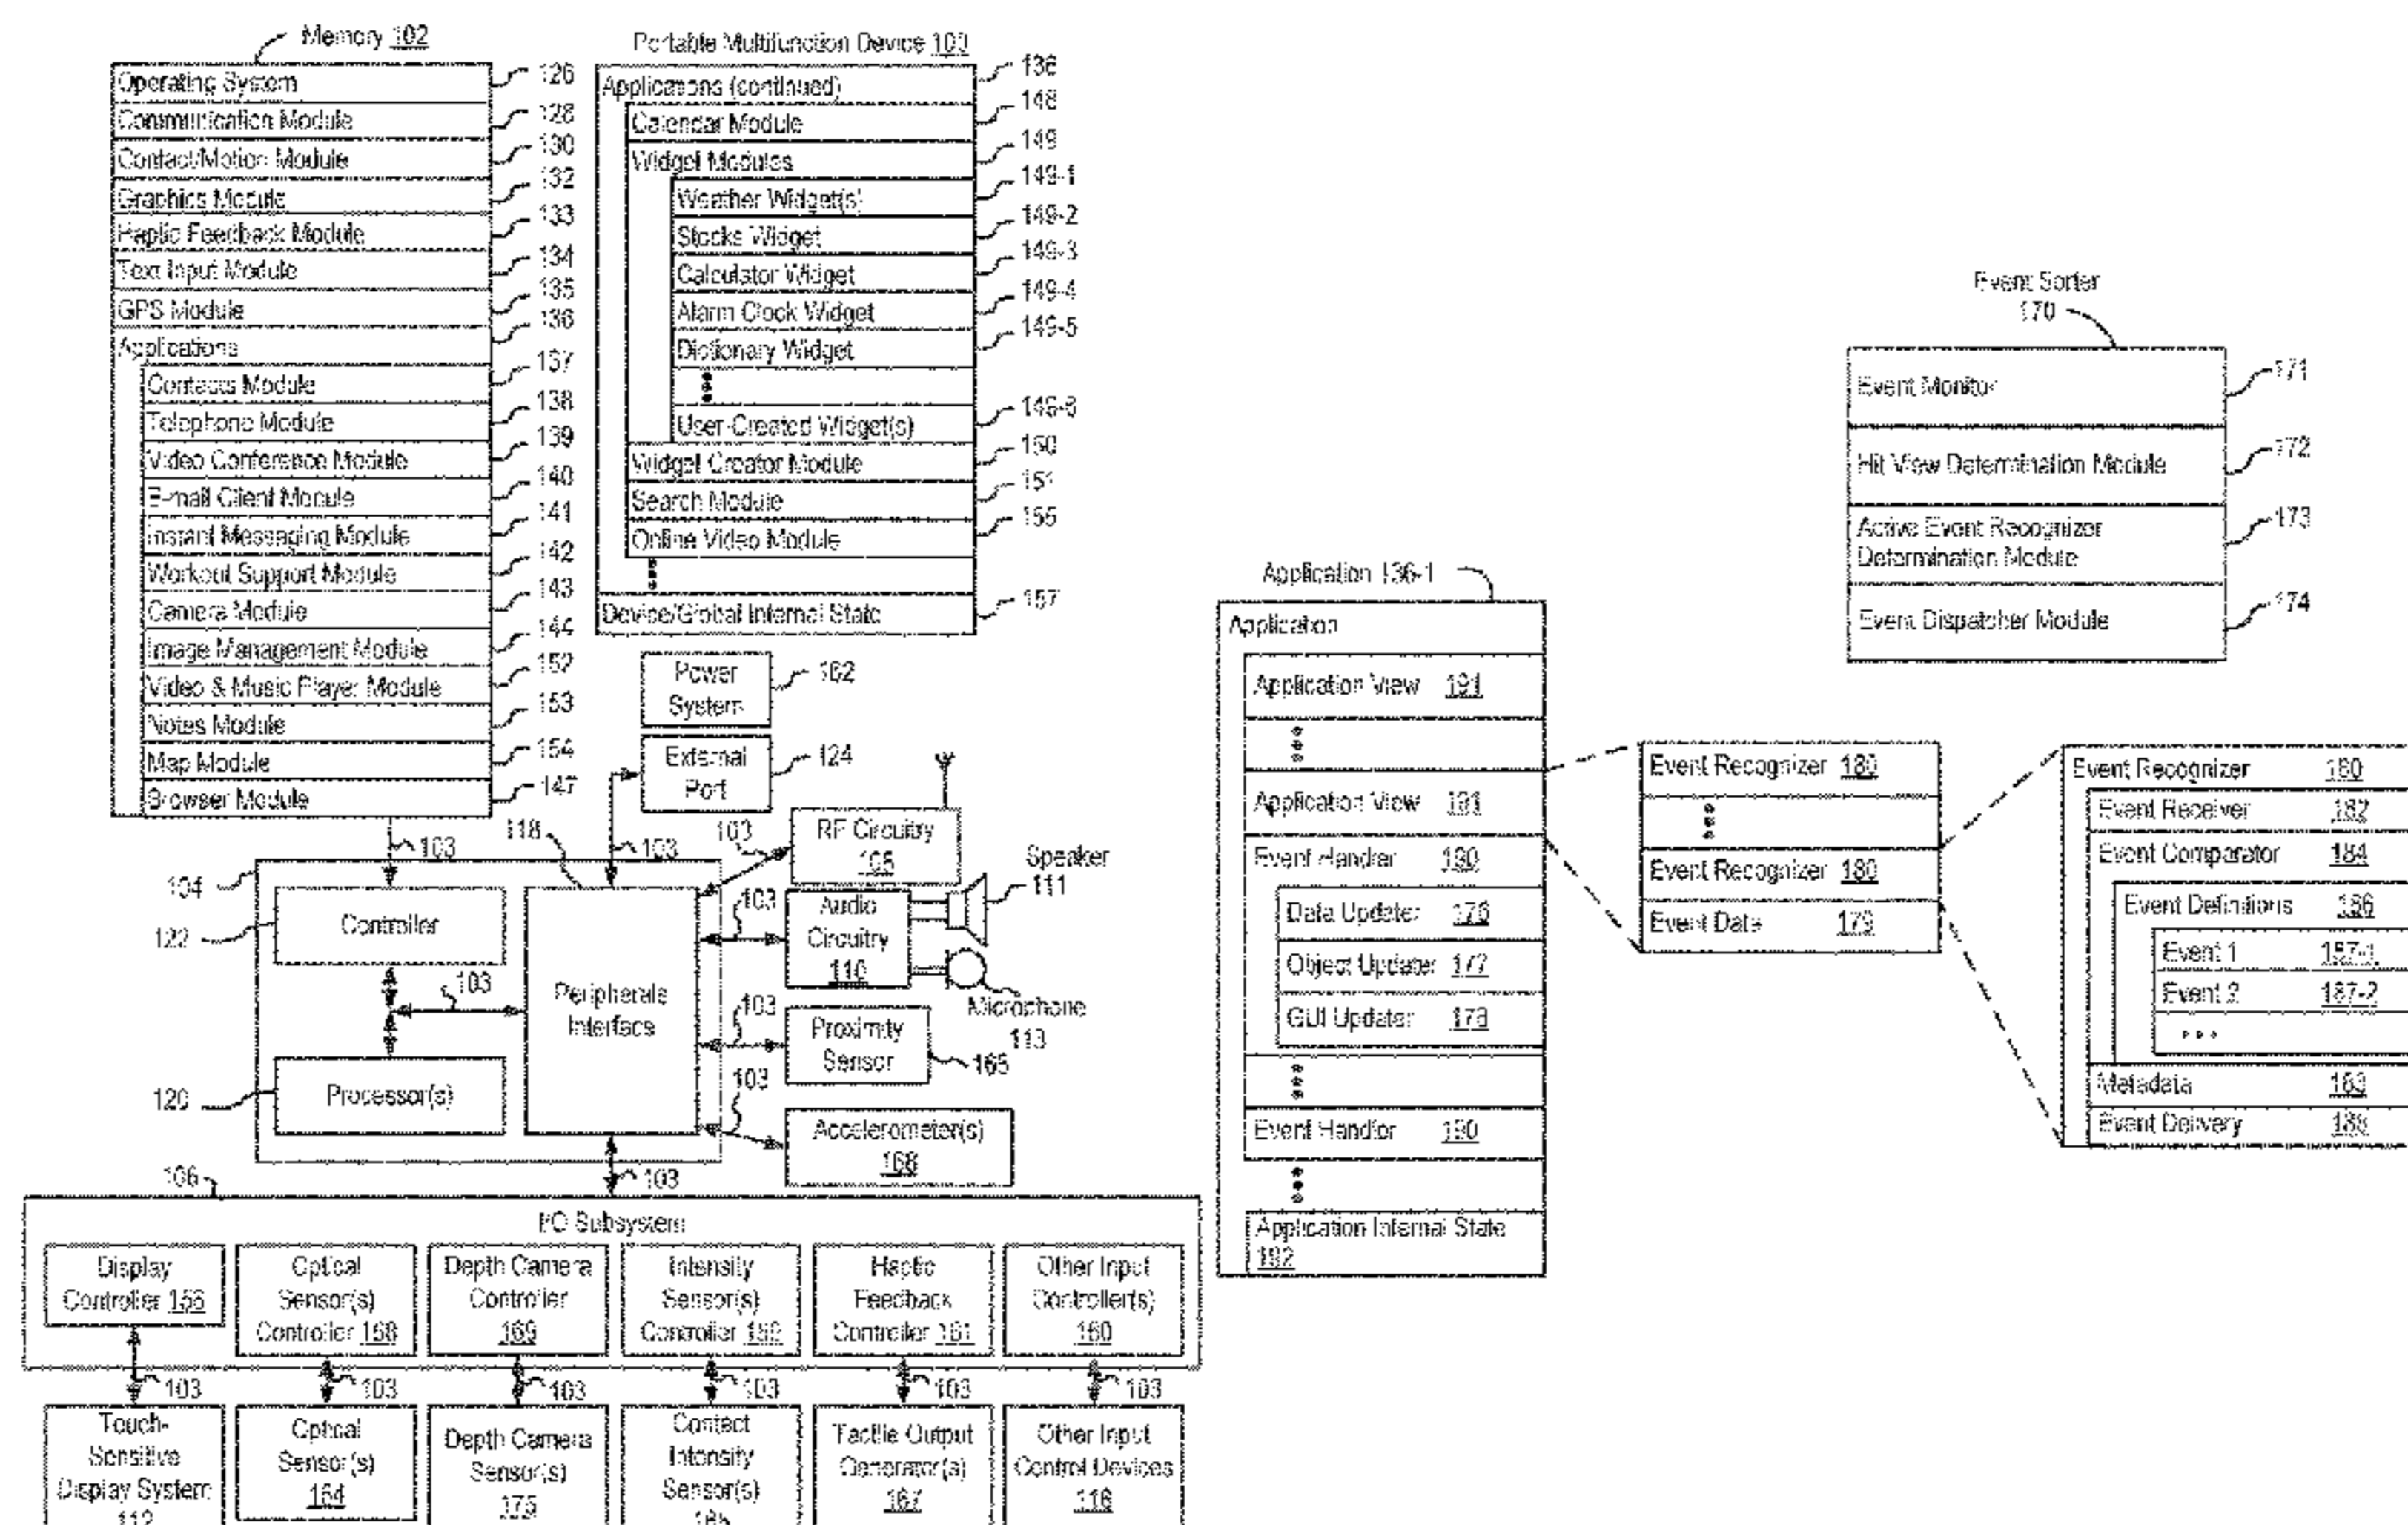 Memory 102
Operating System 126
Communication Module 128
Contact/Motion Module 130
Graphics Module 132
Haptic Feedback Module 133
Text Input Module 134
GPS Module 135
Applications 136
Contacts Module 137
Telephone Module 138
Video Conference Module 139
E-mail Client Module 140
Instant Messaging Module 141
Workout Support Module 142
Camera Module 143
Image Management Module 144
Video & Music Player Module 152
Notes Module 153
Map Module 154
Browser Module 147
Portable Multifunction Device 100
Applications (continued) 136
Calendar Module 148
Widget Modules 149
Weather Widget(s) 149-1
Stocks Widget 149-2
Calculator Widget 149-3
Alarm Clock Widget 149-4
Dictionary Widget 149-5
User-Created Widget(s) 149-6
Widget Creator Module 150
Search Module 151
Online Video Module 155
Device/Global Internal State 157
Power
System
162
External
Port
124
118
103
103
103
RF Circuitry
108
Speaker
111
104
122
Controller
103
Audio
Circuitry
110
103
Peripherals
Interface
Microphone
113
103
Proximity
Sensor
120
Processor(s)
103
Accelerometer(s)
168
106
103
I/O Subsystem
Display
Controller 156
Optical
Sensor(s)
Controller 158
Depth Camera
Controller
169
Intensity
Sensor(s)
Controller 159
Haptic
Feedback
Controller 161
Other Input
Controller(s)
160
103
103
103
103
103
103
Touch-
Sensitive
Display System
112
Optical
Sensor(s)
164
Depth Camera
Sensor(s)
175
Contact
Intensity
Sensor(s)
165
Tactile Output
Generator(s)
167
Other Input
Control Devices
116
Application 136-1
Application
Application View 191
Application View 191
Event Handler 190
Data Updater 176
Object Updater 177
GUI Updater 178
Event Handler 190
Application Internal State
192
Event Recognizer 180
Event Recognizer 180
Event Data 179
Event Sorter
170
Event Monitor 171
Hit View Determination Module 172
Active Event Recognizer
Determination Module
173
Event Dispatcher Module 174
Event Recognizer 180
Event Receiver 182
Event Comparator 184
Event Definitions 186
Event 1 187-1
Event 2 187-2
Metadata 183
Event Delivery 188